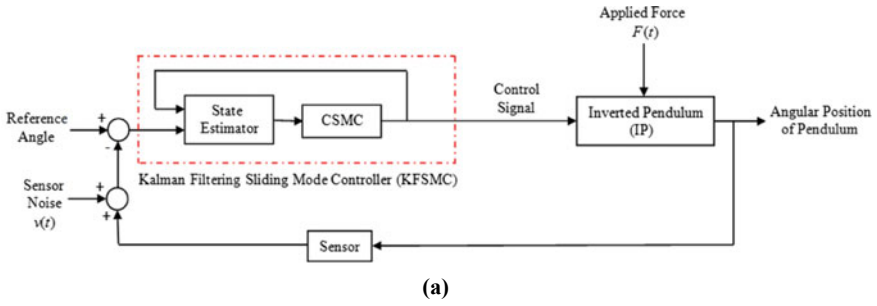 Applied Force
F(t)
Control
Signal
State
Estimator
CSMC
Reference
Angle
+
-
Inverted Pendulum
(IP)
Angular Position
of Pendulum
Kalman Filtering Sliding Mode Controller (KFSMC)
Sensor
Noise
v(t)
+
+
Sensor
(a)